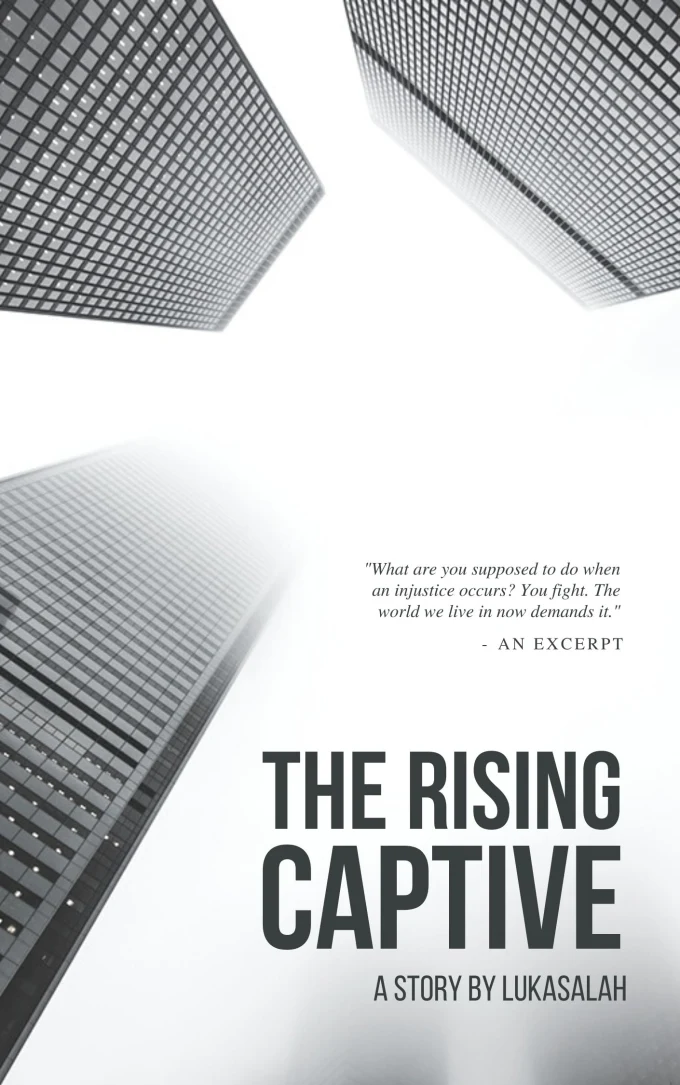 "What are you supposed to do when
an injustice occurs? You fight. The
world we live in now demands it."
- AN EXCERPT
THE RISING
CAPTIVE
A STORY BY LUKASALAH